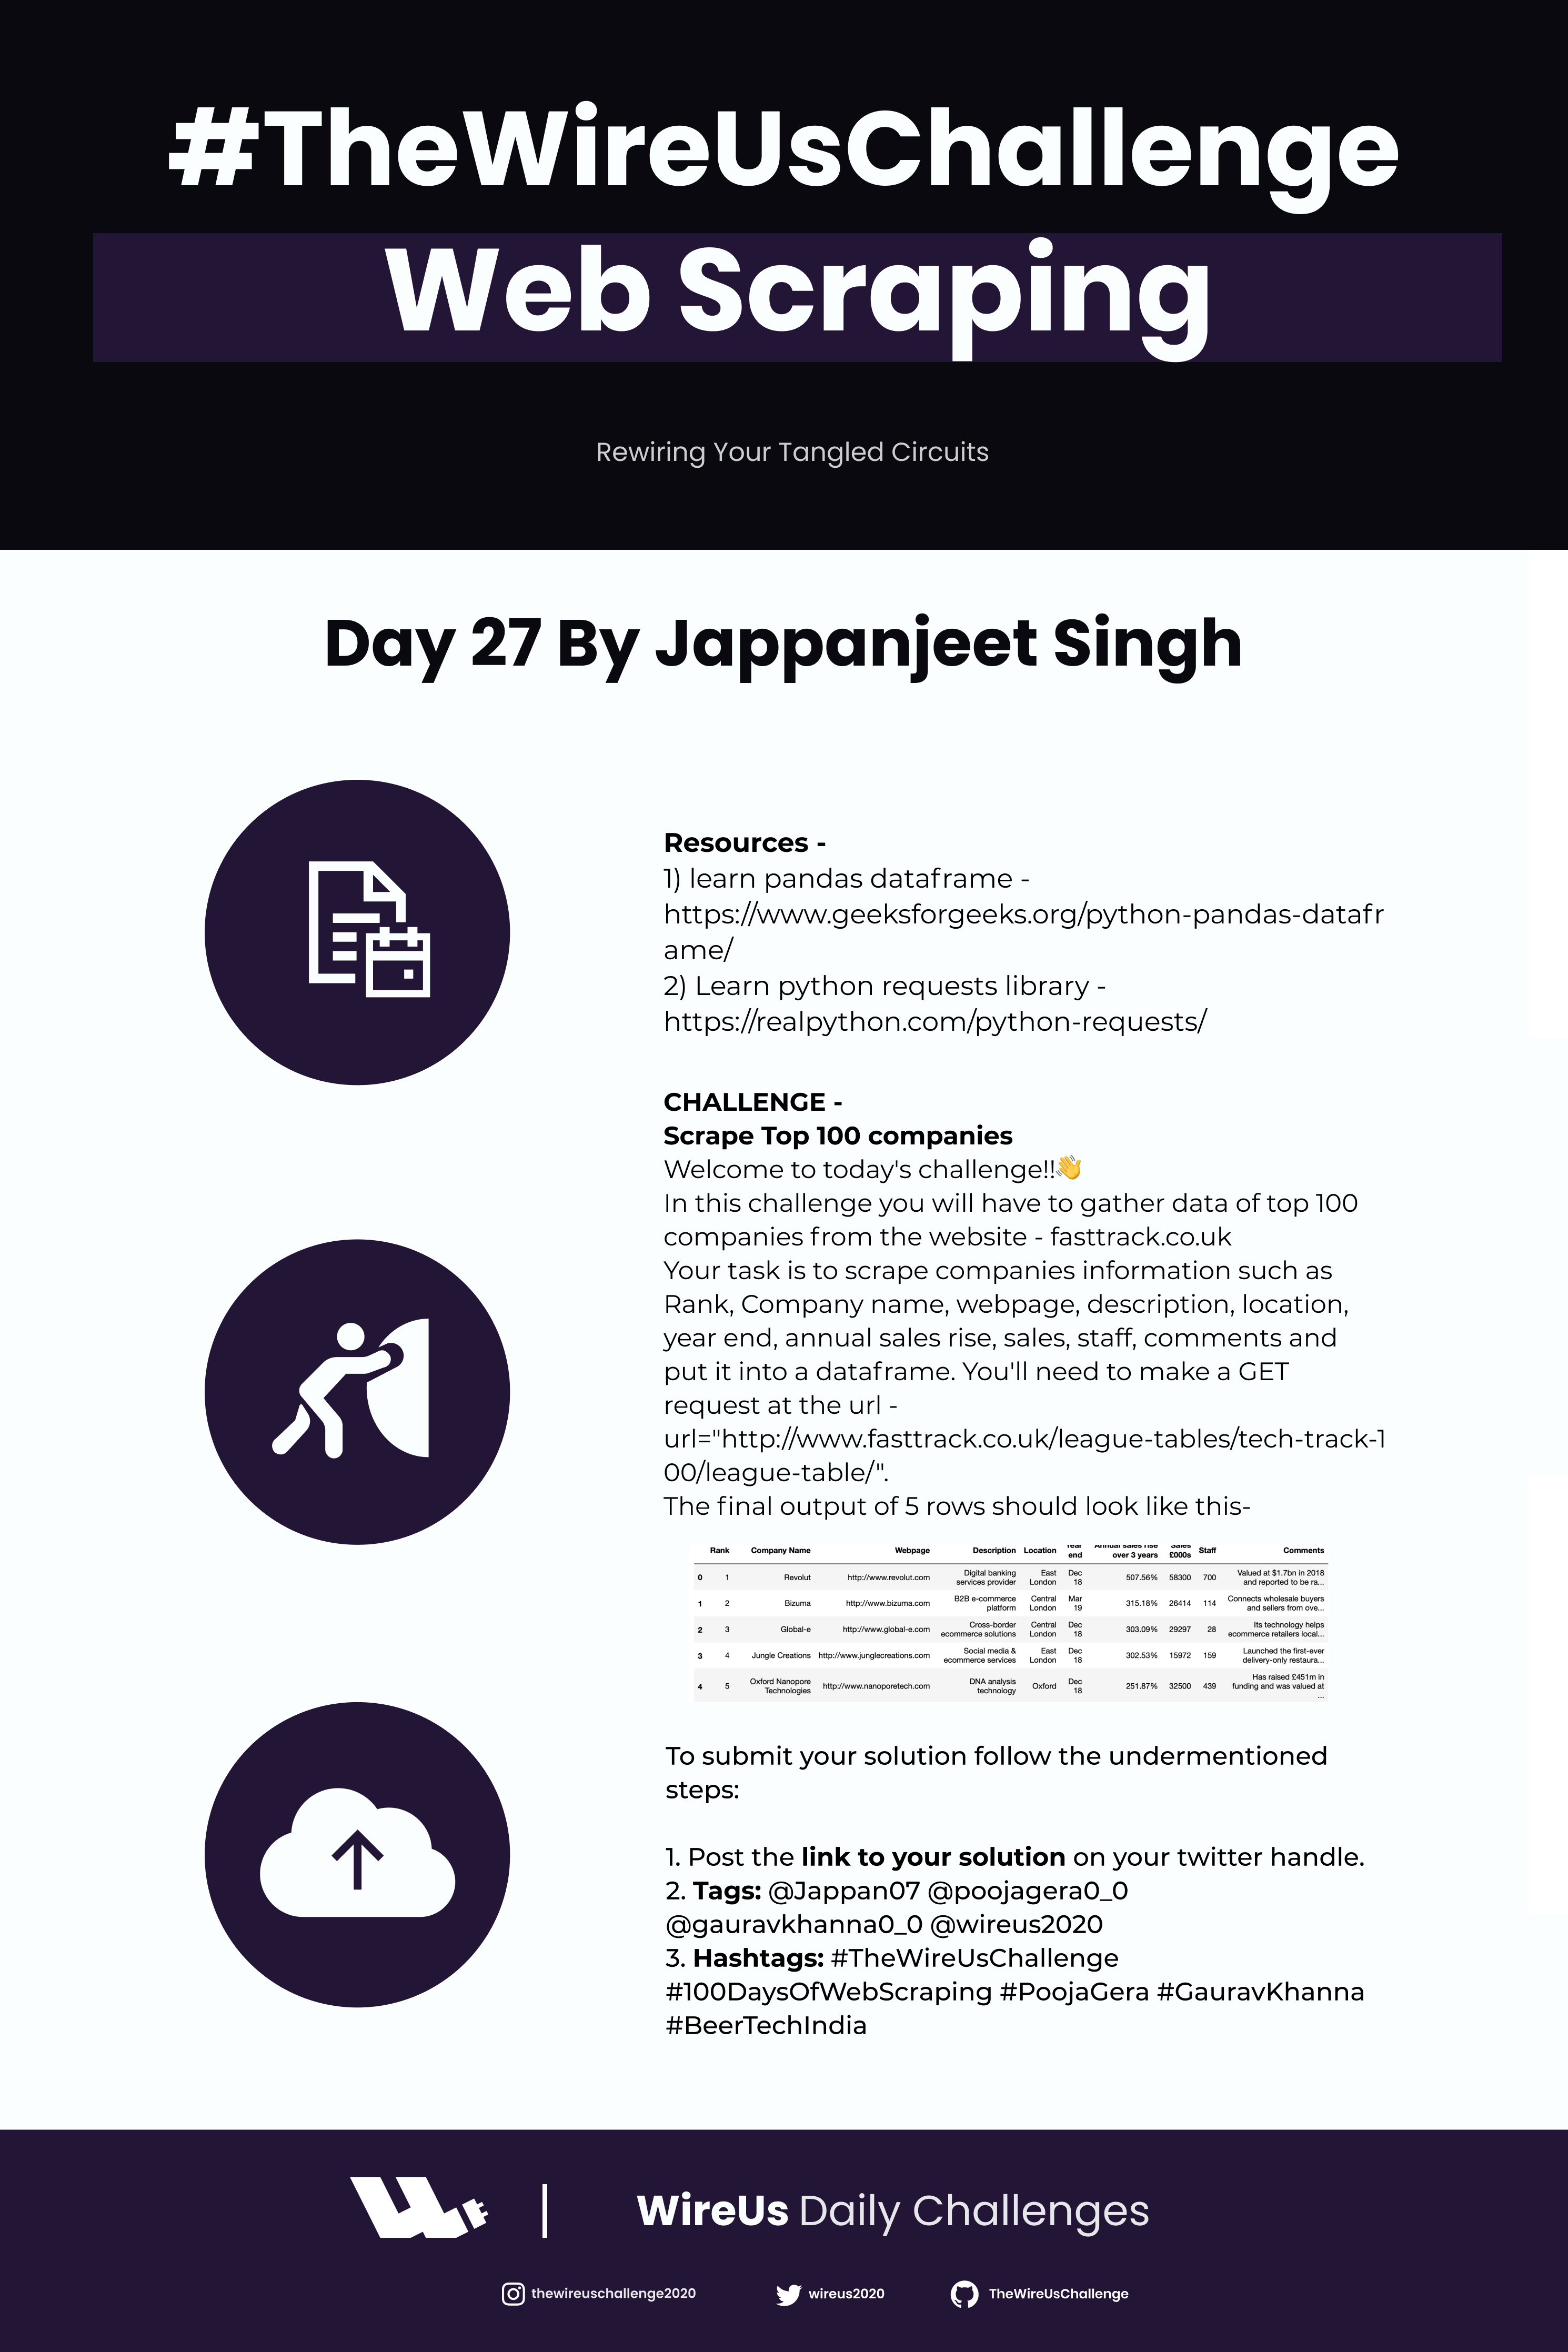 #TheWireUsChallenge
Web Scraping
Rewiring Your Tangled Circuits
Day 27 By Jappanjeet Singh
Resources -
1) learn pandas dataframe -
https://www.geeksforgeeks.org/python-pandas-datafr
ame/
2) Learn python requests library -
https://realpython.com/python-requests/
CHALLENGE -
Scrape Top 100 companies
Welcome to today's challenge!!👋
In this challenge you will have to gather data of top 100
companies from the website - fasttrack.co.uk
Your task is to scrape companies information such as
Rank, Company name, webpage, description, location,
year end, annual sales rise, sales, staff, comments and
put it into a dataframe. You'll need to make a GET
request at the url -
url="http://www.fasttrack.co.uk/league-tables/tech-track-1
00/league-table/".
The final output of 5 rows should look like this-
Rank Company Name Webpage Description Location Year end Annual sales rise over 3 years Sales £000s Staff Comments
0 1 Revolut http://www.revolut.com Digital banking services provider East London Dec 18 507.56% 58300 700 Valued at $1.7bn in 2018 and reported to be ra...
1 2 Bizuma http://www.bizuma.com B2B e-commerce platform Central London Mar 19 315.18% 26414 114 Connects wholesale buyers and sellers from ove...
2 3 Global-e http://www.global-e.com Cross-border ecommerce solutions Central London Dec 18 303.09% 29297 28 Its technology helps ecommerce retailers local...
3 4 Jungle Creations http://www.junglecreations.com Social media & ecommerce services East London Dec 18 302.53% 15972 159 Launched the first-ever delivery-only restaura...
4 5 Oxford Nanopore Technologies http://www.nanoporetech.com DNA analysis technology Oxford Dec 18 251.87% 32500 439 Has raised £451m in funding and was valued at ...
To submit your solution follow the undermentioned
steps:
1. Post the link to your solution on your twitter handle.
2. Tags: @Jappan07 @poojagera0_0
@gauravkhanna0_0 @wireus2020
3. Hashtags: #TheWireUsChallenge
#100DaysOfWebScraping #PoojaGera #GauravKhanna
#BeerTechIndia
WireUs Daily Challenges
thewireuschallenge2020 wireus2020 TheWireUsChallenge